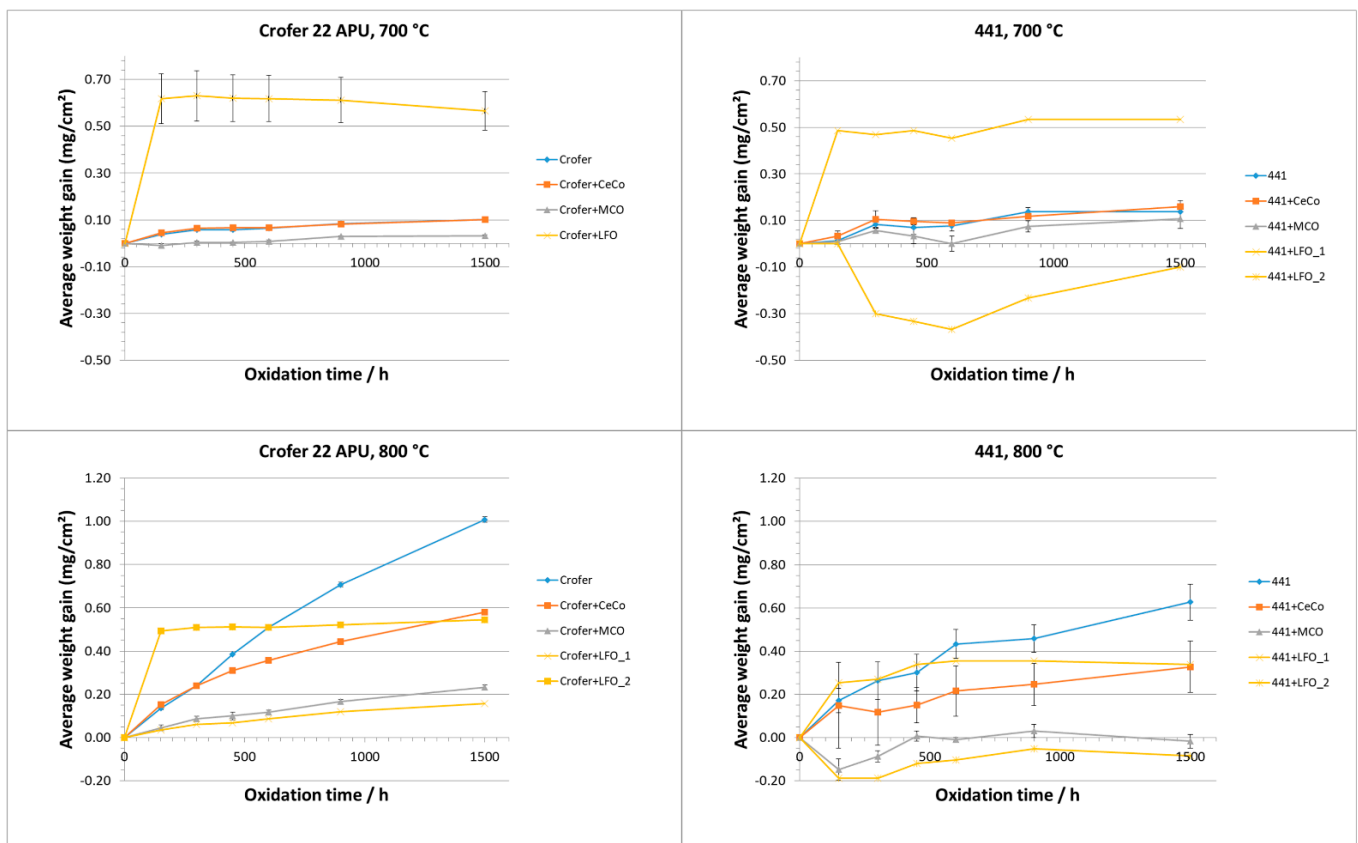 Crofer 22 APU, 700 °C
Average weight gain (mg/cm²)
0.70
0.50
0.30
0.10
-0.10
-0.30
-0.50
0
500
1000
1500
Oxidation time / h
Crofer
Crofer+CeCo
Crofer+MCO
Crofer+LFO
441, 700 °C
Average weight gain (mg/cm²)
0.70
0.50
0.30
0.10
-0.10
-0.30
-0.50
0
500
1000
1500
Oxidation time / h
441
441+CeCo
441+MCO
441+LFO_1
441+LFO_2
Crofer 22 APU, 800 °C
Average weight gain (mg/cm²)
1.20
1.00
0.80
0.60
0.40
0.20
0.00
-0.20
0
500
1000
1500
Oxidation time / h
Crofer
Crofer+CeCo
Crofer+MCO
Crofer+LFO_1
Crofer+LFO_2
441, 800 °C
Average weight gain (mg/cm²)
1.20
1.00
0.80
0.60
0.40
0.20
0.00
-0.20
0
500
1000
1500
Oxidation time / h
441
441+CeCo
441+MCO
441+LFO_1
441+LFO_2